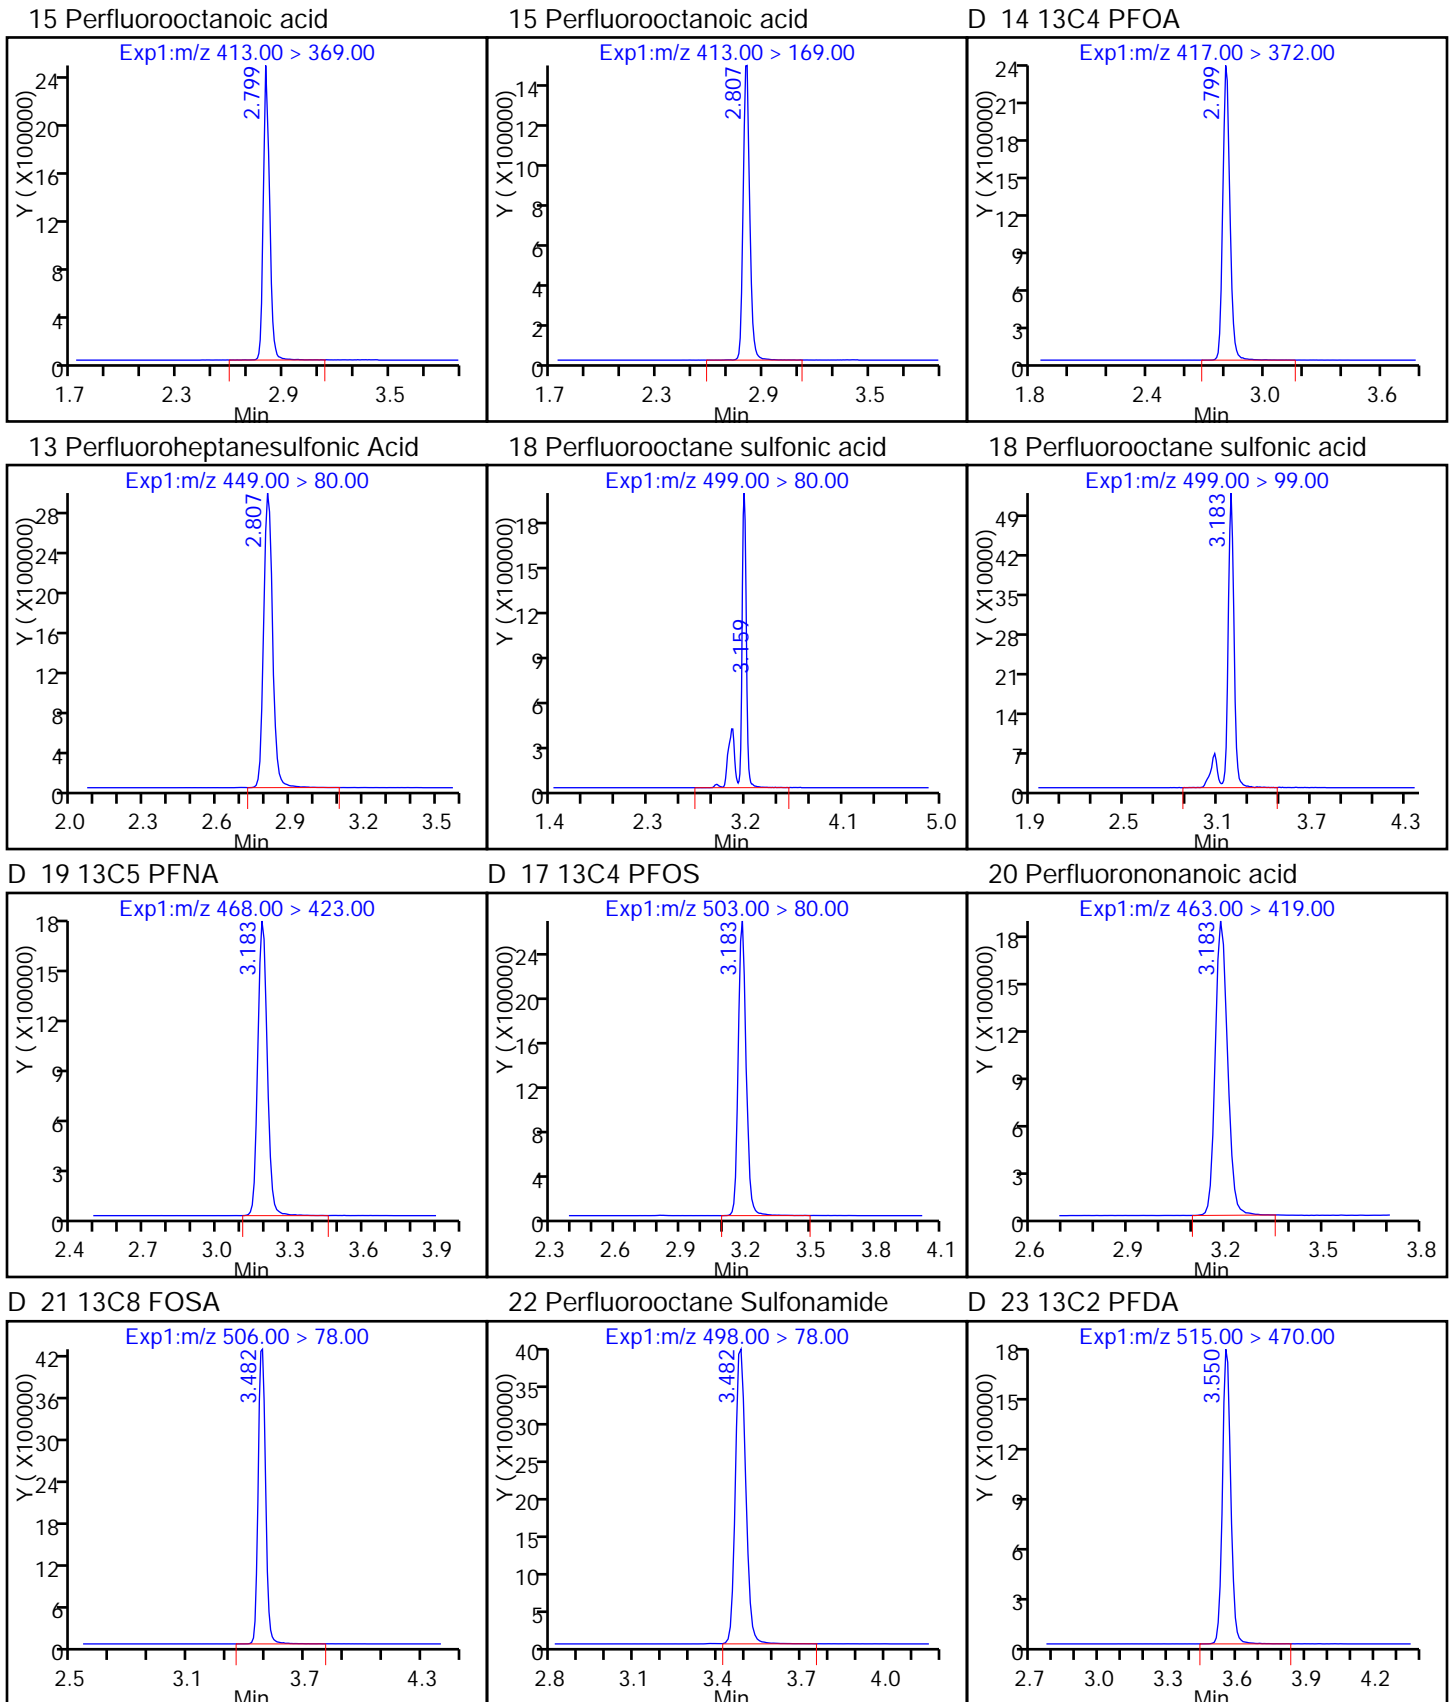 15 Perfluorooctanoic acid
Exp1:m/z 413.00 > 369.00
Y ( X100000)
24
20
16
12
8
4
0
2.799
1.7 2.3 2.9 3.5
Min
15 Perfluorooctanoic acid
Exp1:m/z 413.00 > 169.00
Y ( X100000)
14
12
10
8
6
4
2
0
2.807
1.7 2.3 2.9 3.5
Min
D 14 13C4 PFOA
Exp1:m/z 417.00 > 372.00
Y ( X100000)
24
21
18
15
12
9
6
3
0
2.799
1.8 2.4 3.0 3.6
Min
13 Perfluoroheptanesulfonic Acid
Exp1:m/z 449.00 > 80.00
Y ( X100000)
28
24
20
16
12
8
4
0
2.807
2.0 2.3 2.6 2.9 3.2 3.5
Min
18 Perfluorooctane sulfonic acid
Exp1:m/z 499.00 > 80.00
Y ( X100000)
18
15
12
9
6
3
0
3.159
1.4 2.3 3.2 4.1 5.0
Min
18 Perfluorooctane sulfonic acid
Exp1:m/z 499.00 > 99.00
Y ( X10000)
49
42
35
28
21
14
7
0
3.183
1.9 2.5 3.1 3.7 4.3
Min
D 19 13C5 PFNA
Exp1:m/z 468.00 > 423.00
Y ( X100000)
18
15
12
9
6
3
0
3.183
2.4 2.7 3.0 3.3 3.6 3.9
Min
D 17 13C4 PFOS
Exp1:m/z 503.00 > 80.00
Y ( X100000)
24
20
16
12
8
4
0
3.183
2.3 2.6 2.9 3.2 3.5 3.8 4.1
Min
20 Perfluorononanoic acid
Exp1:m/z 463.00 > 419.00
Y ( X100000)
18
15
12
9
6
3
0
3.183
2.6 2.9 3.2 3.5 3.8
Min
D 21 13C8 FOSA
Exp1:m/z 506.00 > 78.00
Y ( X100000)
42
36
30
24
18
12
6
0
3.482
2.5 3.1 3.7 4.3
Min
22 Perfluorooctane Sulfonamide
Exp1:m/z 498.00 > 78.00
Y ( X100000)
40
35
30
25
20
15
10
5
0
3.482
2.8 3.1 3.4 3.7 4.0
Min
D 23 13C2 PFDA
Exp1:m/z 515.00 > 470.00
Y ( X100000)
18
15
12
9
6
3
0
3.550
2.7 3.0 3.3 3.6 3.9 4.2
Min